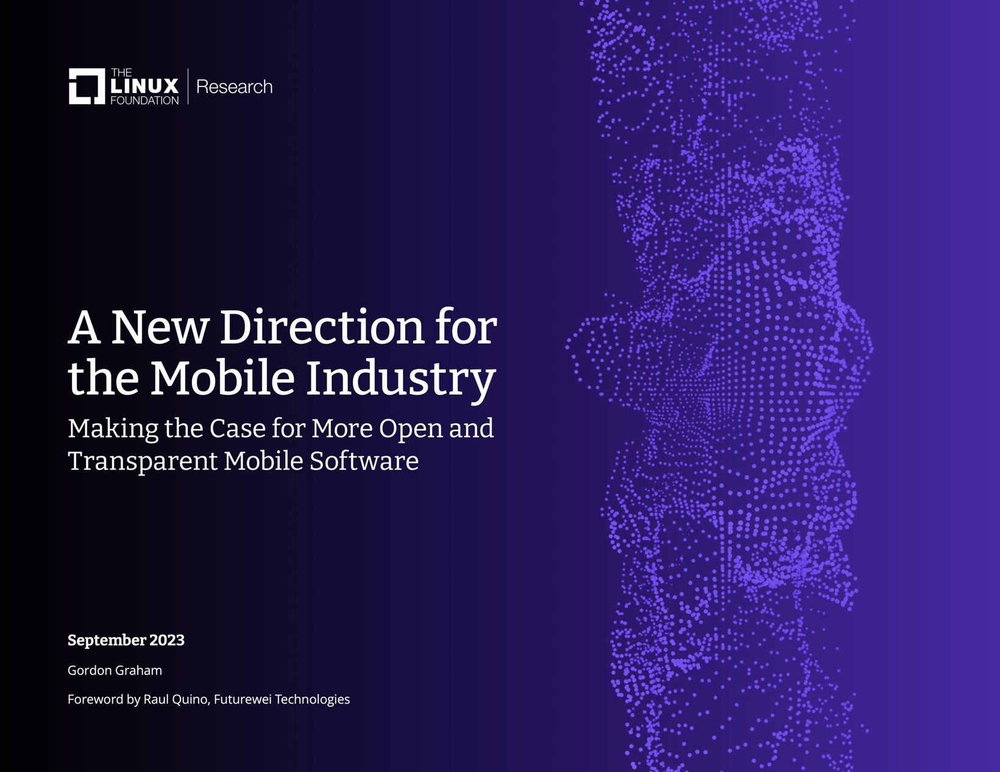 THE
LINUX
FOUNDATION
Research
A New Direction for
the Mobile Industry
Making the Case for More Open and
Transparent Mobile Software
September 2023
Gordon Graham
Foreword by Raul Quino, Futurewei Technologies